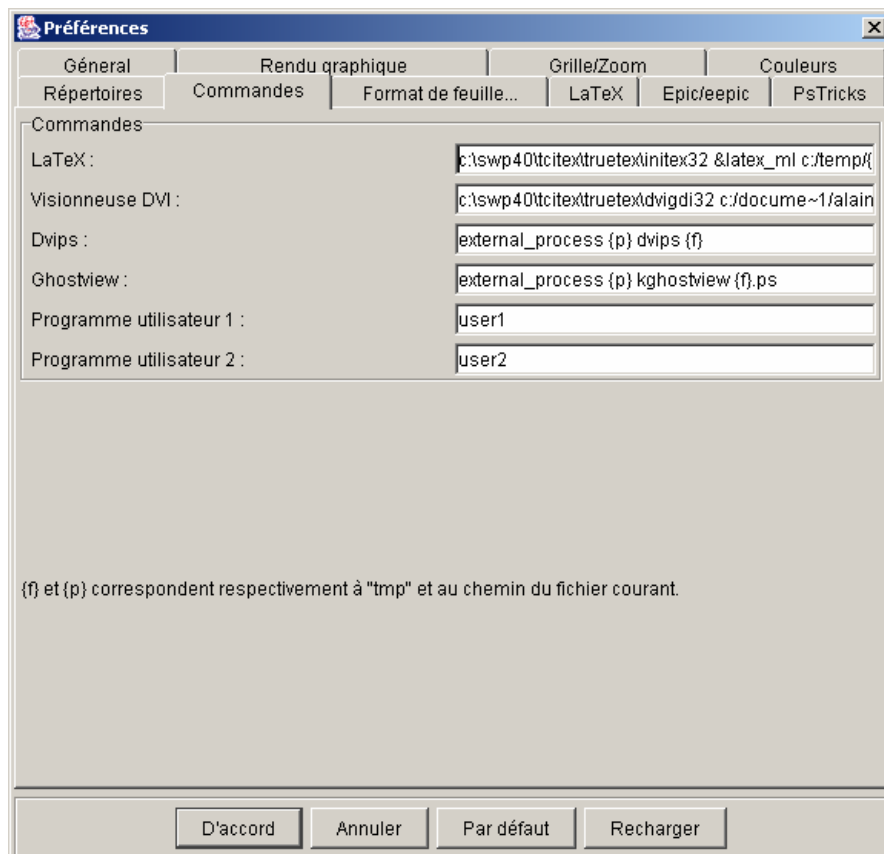 Préférences
Géneral Rendu graphique Grille/Zoom Couleurs
Répertoires Commandes Format de feuille... LaTeX Epic/eepic PsTricks
Commandes
LaTeX : c:\swp40\tcitex\truetex\initex32 &latex_ml c:/temp/{
Visionneuse DVI : c:\swp40\tcitex\truetex\dvigdi32 c:/docume~1/alain
Dvips : external_process {p} dvips {f}
Ghostview : external_process {p} kghostview {f}.ps
Programme utilisateur 1 : user1
Programme utilisateur 2 : user2
{f} et {p} correspondent respectivement à "tmp" et au chemin du fichier courant.
D'accord Annuler Par défaut Recharger